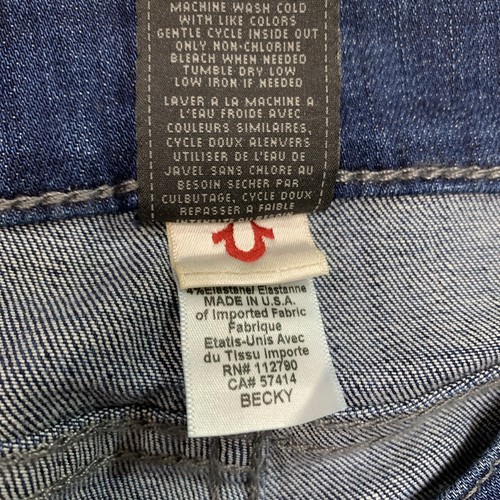 MACHINE WASH COLD
WITH LIKE COLORS
GENTLE CYCLE INSIDE OUT
ONLY NON-CHLORINE
BLEACH WHEN NEEDED
TUMBLE DRY LOW
LOW IRON IF NEEDED
LAVER A LA MACHINE A
L'EAU FROIDE AVEC
COULEURS SIMILAIRES,
CYCLE DOUX ALENVERS
UTILISER DE L'EAU DE
JAVEL SANS CHLORE AU
BESOIN SECHER PAR
CULBUTAGE, CYCLE DOUX
REPASSER A FAIBLE
4%Elastane/ Elastanne
MADE IN U.S.A.
of Imported Fabric
Fabrique
Etatis-Unis Avec
du Tissu Importe
RN# 112790
CA# 57414
BECKY